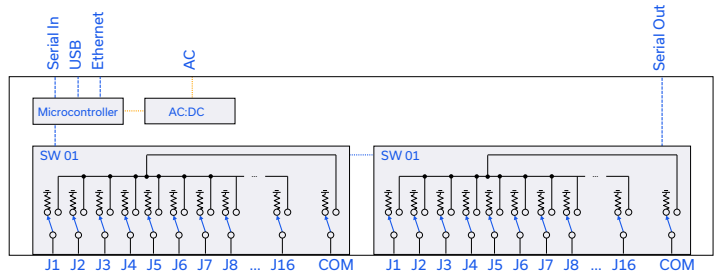 Serial In
USB
Ethernet
AC
Serial Out
Microcontroller
AC:DC
SW 01
SW 01
...
...
J1 J2 J3 J4 J5 J6 J7 J8 ... J16 COM
J1 J2 J3 J4 J5 J6 J7 J8 ... J16 COM